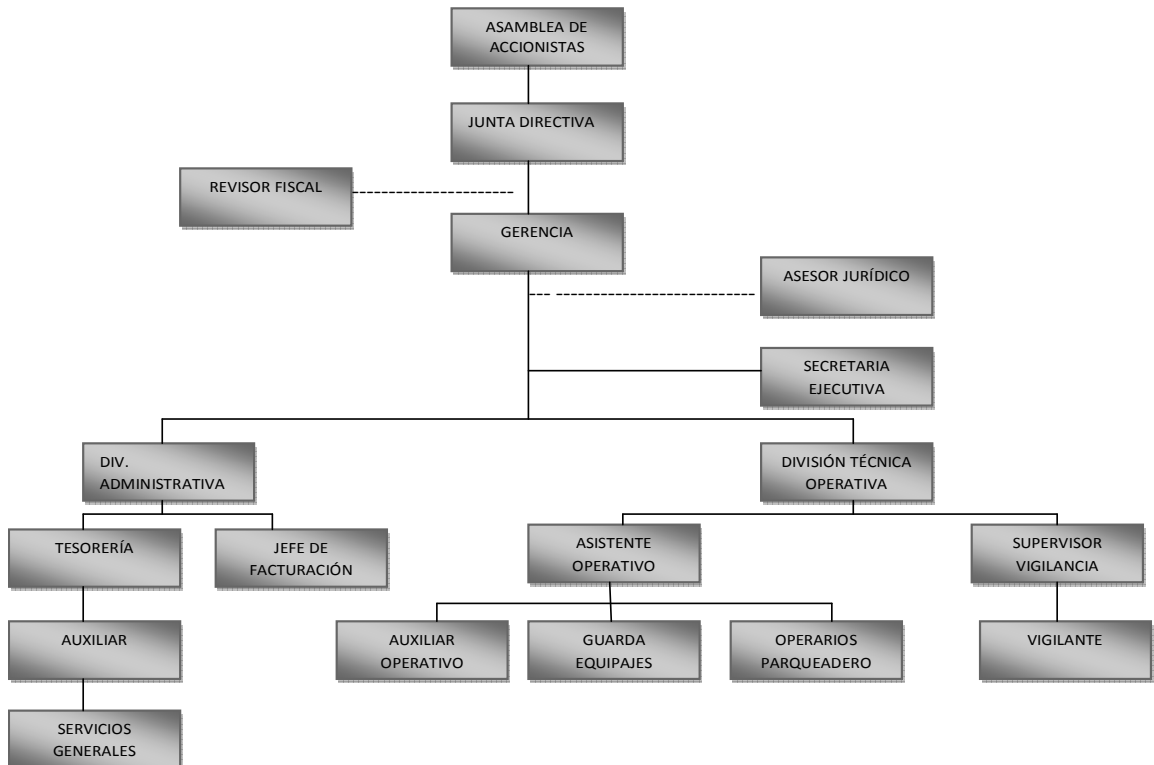 ASAMBLEA DE
ACCIONISTAS
JUNTA DIRECTIVA
REVISOR FISCAL
GERENCIA
ASESOR JURÍDICO
SECRETARIA
EJECUTIVA
DIV.
ADMINISTRATIVA
DIVISIÓN TÉCNICA
OPERATIVA
TESORERÍA
JEFE DE
FACTURACIÓN
ASISTENTE
OPERATIVO
SUPERVISOR
VIGILANCIA
AUXILIAR
AUXILIAR
OPERATIVO
GUARDA
EQUIPAJES
OPERARIOS
PARQUEADERO
VIGILANTE
SERVICIOS
GENERALES